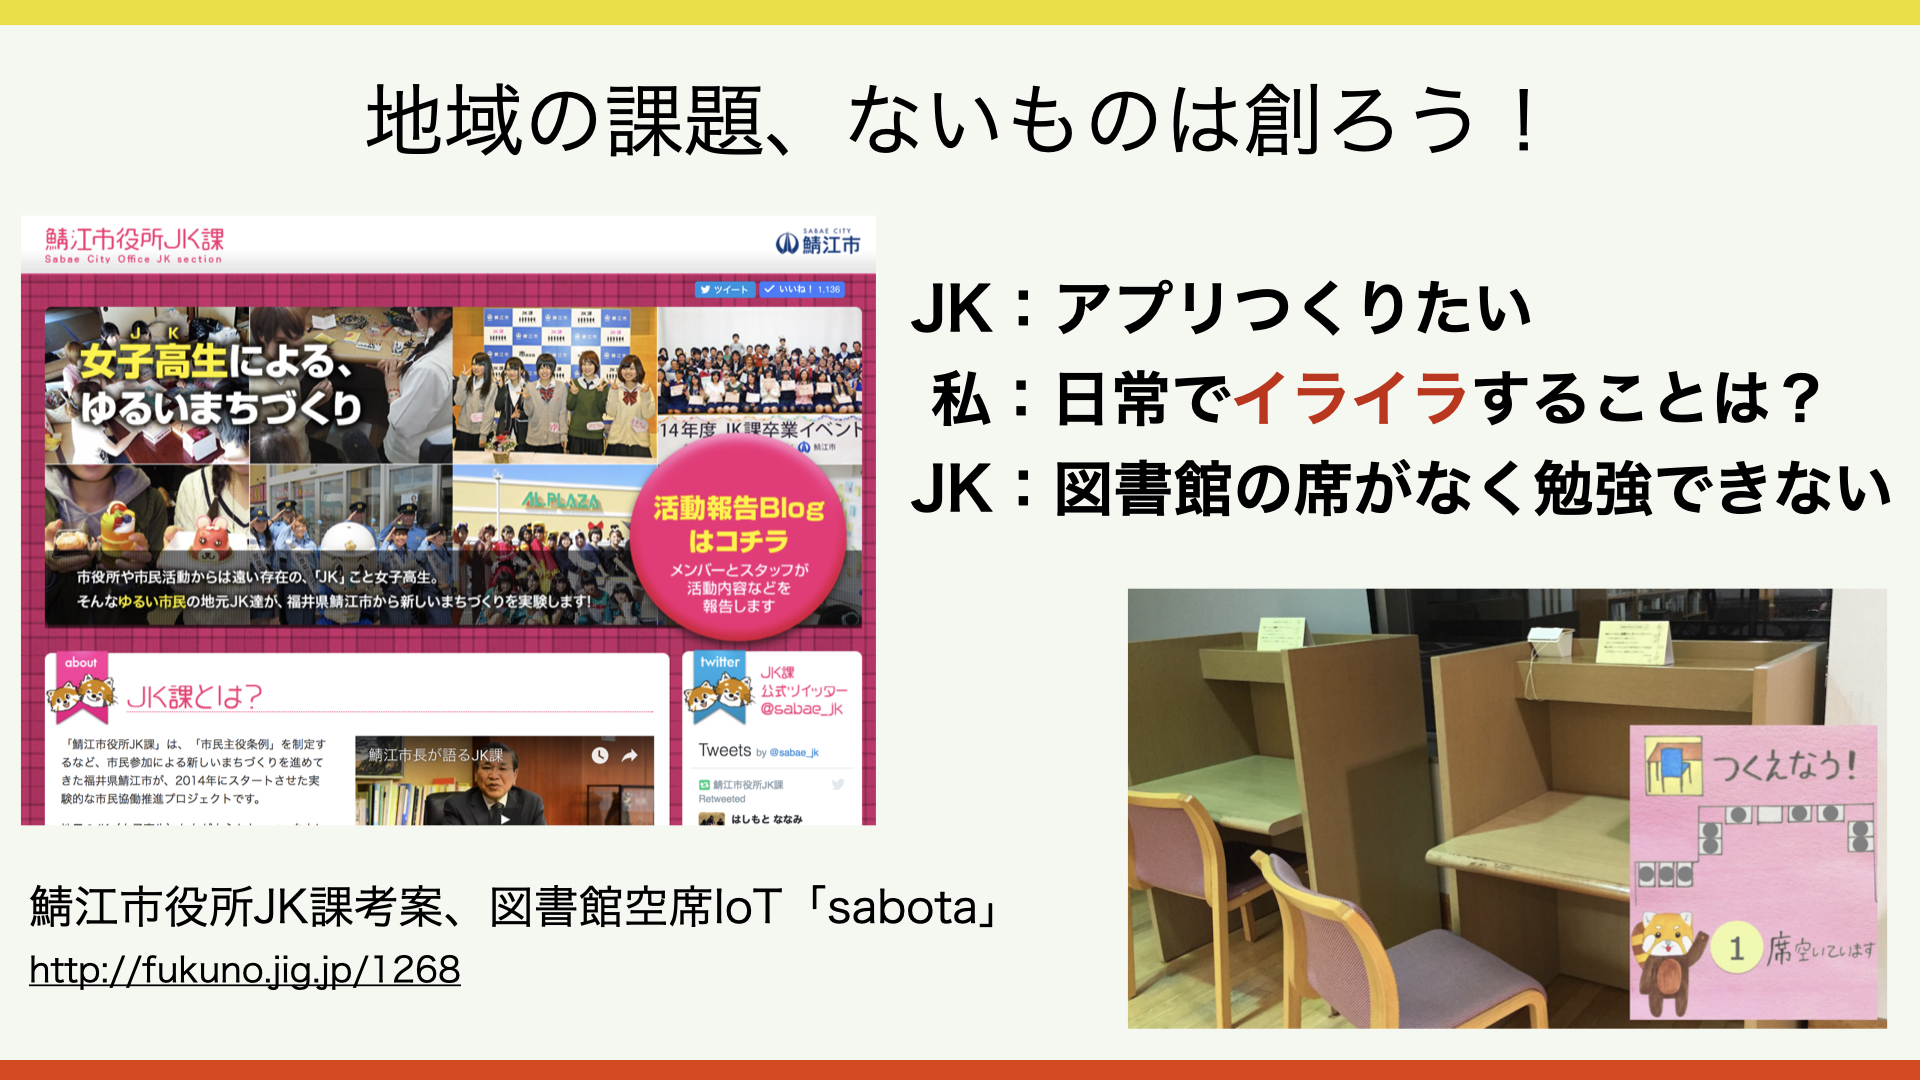 地域の課題、ないものは創ろう！
鯖江市役所JK課
Sabae City Office JK section
SABAE CITY
鯖江市
ツイート
いいね！ 1,136
JK
女子高生による、
ゆるいまちづくり
14年度 JK課卒業イベント
鯖江市
AL.PLAZA
活動報告Blog
はコチラ
メンバーとスタッフが
活動内容などを
報告します
市役所や市民活動からは遠い存在の、「JK」こと女子高生。
そんなゆるい市民の地元JK達が、福井県鯖江市から新しいまちづくりを実験します!
about
JK課とは?
「鯖江市役所JK課」は、「市民主役条例」を制定す
るなど、市民参加による新しいまちづくりを進めて
きた福井県鯖江市が、2014年にスタートさせた実
験的な市民協働推進プロジェクトです。
鯖江市長が語るJK課
twitter
JK課
公式ツイッター
@sabae_jk
Tweets by @sabae_jk
鯖江市役所JK課
Retweeted
はしもと ななみ
JK：アプリつくりたい
私：日常でイライラすることは？
JK：図書館の席がなく勉強できない
つくえなう!
1 席空いています
鯖江市役所JK課考案、図書館空席IoT「sabota」
http://fukuno.jig.jp/1268